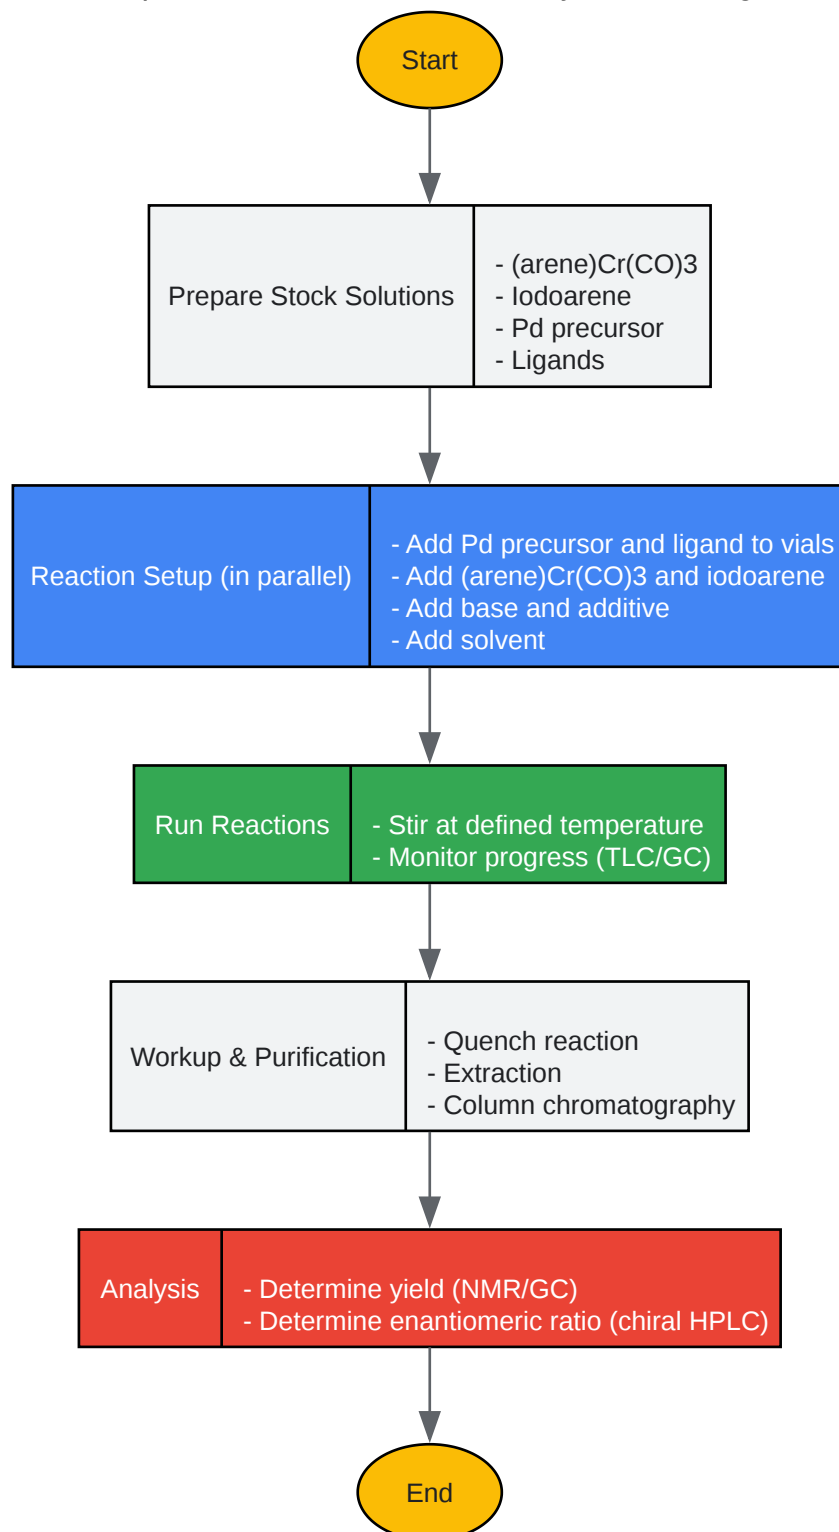 Start
Prepare Stock Solutions
- (arene)Cr(CO)3
- Iodoarene
- Pd precursor
- Ligands
Reaction Setup (in parallel)
- Add Pd precursor and ligand to vials
- Add (arene)Cr(CO)3 and iodoarene
- Add base and additive
- Add solvent
Run Reactions
- Stir at defined temperature
- Monitor progress (TLC/GC)
Workup & Purification
- Quench reaction
- Extraction
- Column chromatography
Analysis
- Determine yield (NMR/GC)
- Determine enantiomeric ratio (chiral HPLC)
End